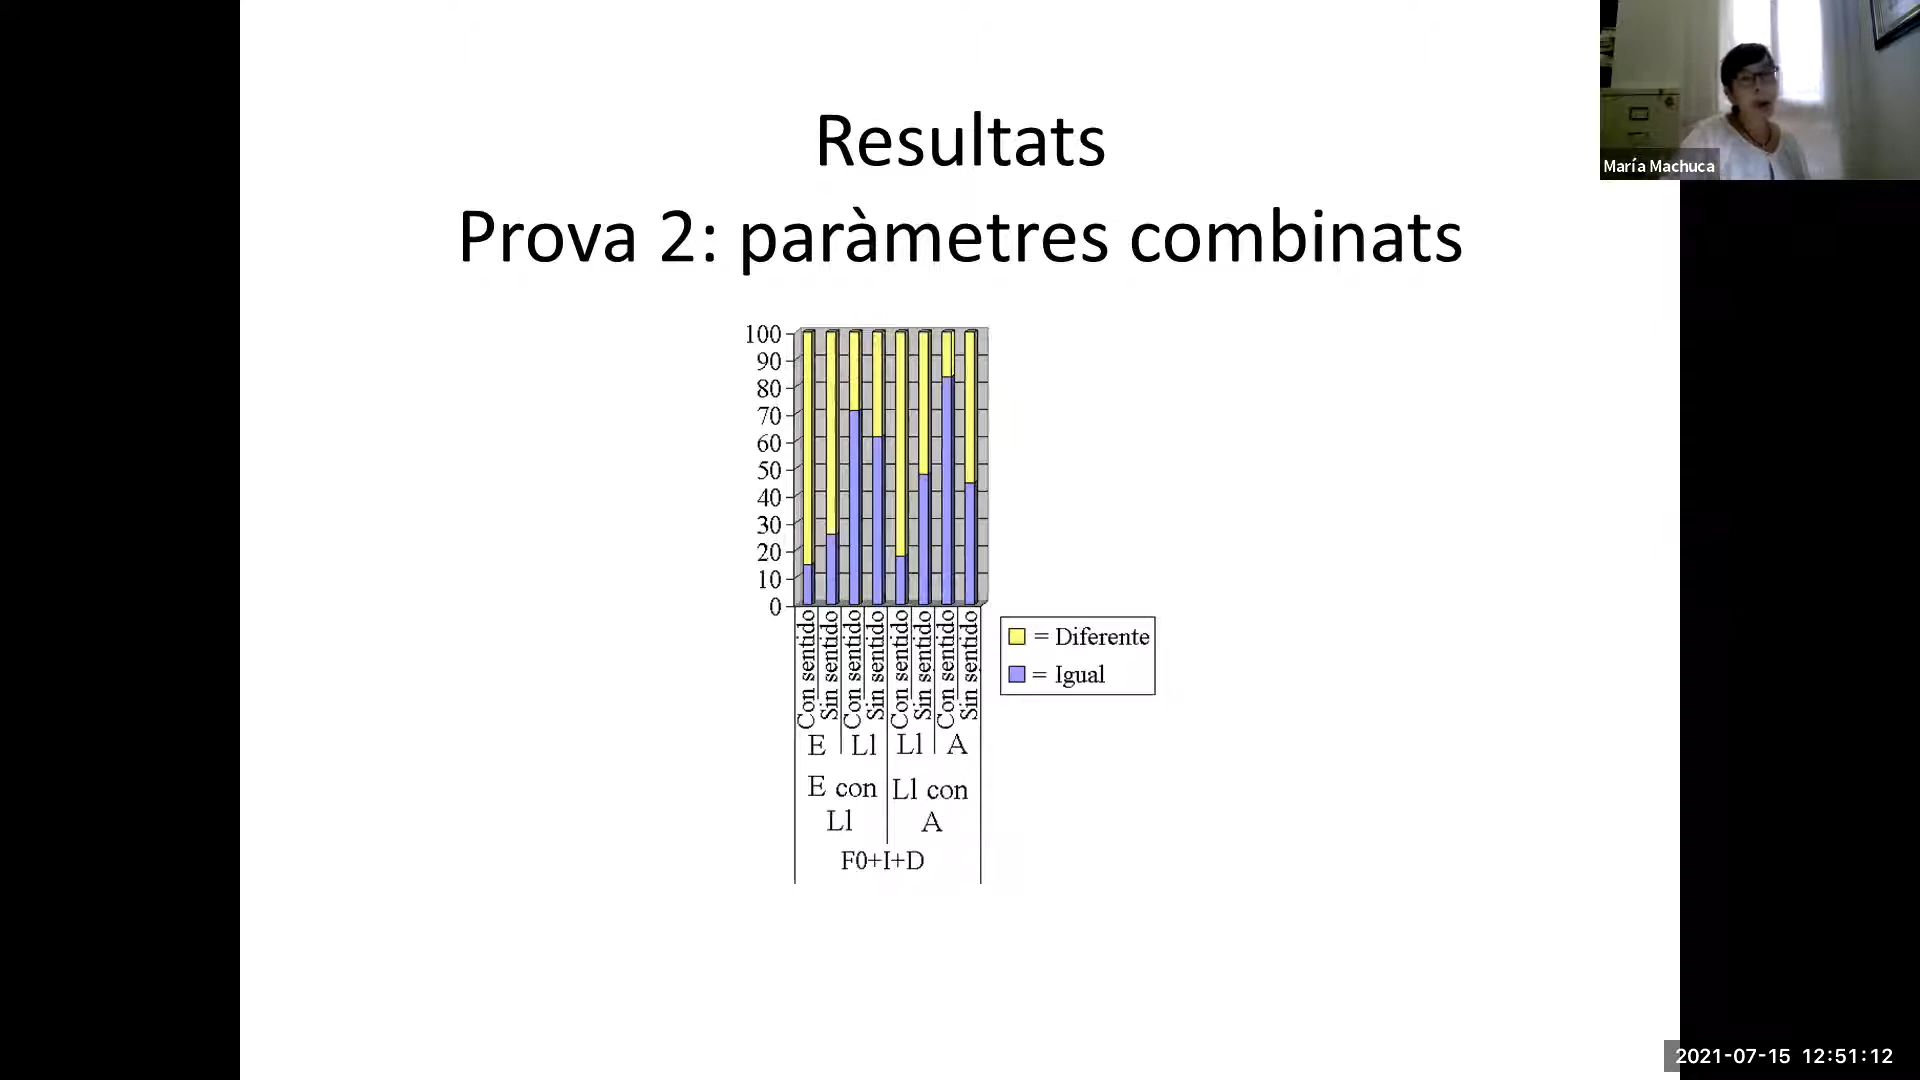 Resultats
Prova 2: paràmetres combinats
María Machuca
100
90
80
70
60
50
40
30
20
10
0
Con sentido
Sin sentido
Con sentido
Sin sentido
Con sentido
Sin sentido
Con sentido
Sin sentido
E Ll Ll A
E con Ll con
Ll A
F0+I+D
= Diferente
= Igual
2021-07-15 12:51:12